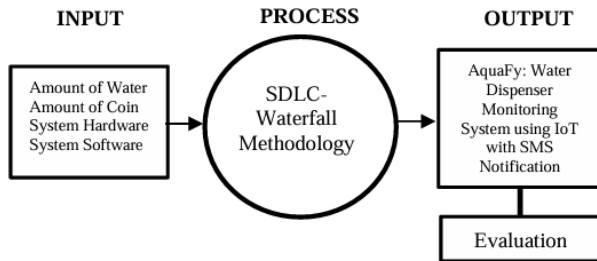 INPUT
PROCESS
OUTPUT
Amount of Water
Amount of Coin
System Hardware
System Software
SDLC-
Waterfall
Methodology
AquaFy: Water
Dispenser
Monitoring
System using IoT
with SMS
Notification
Evaluation